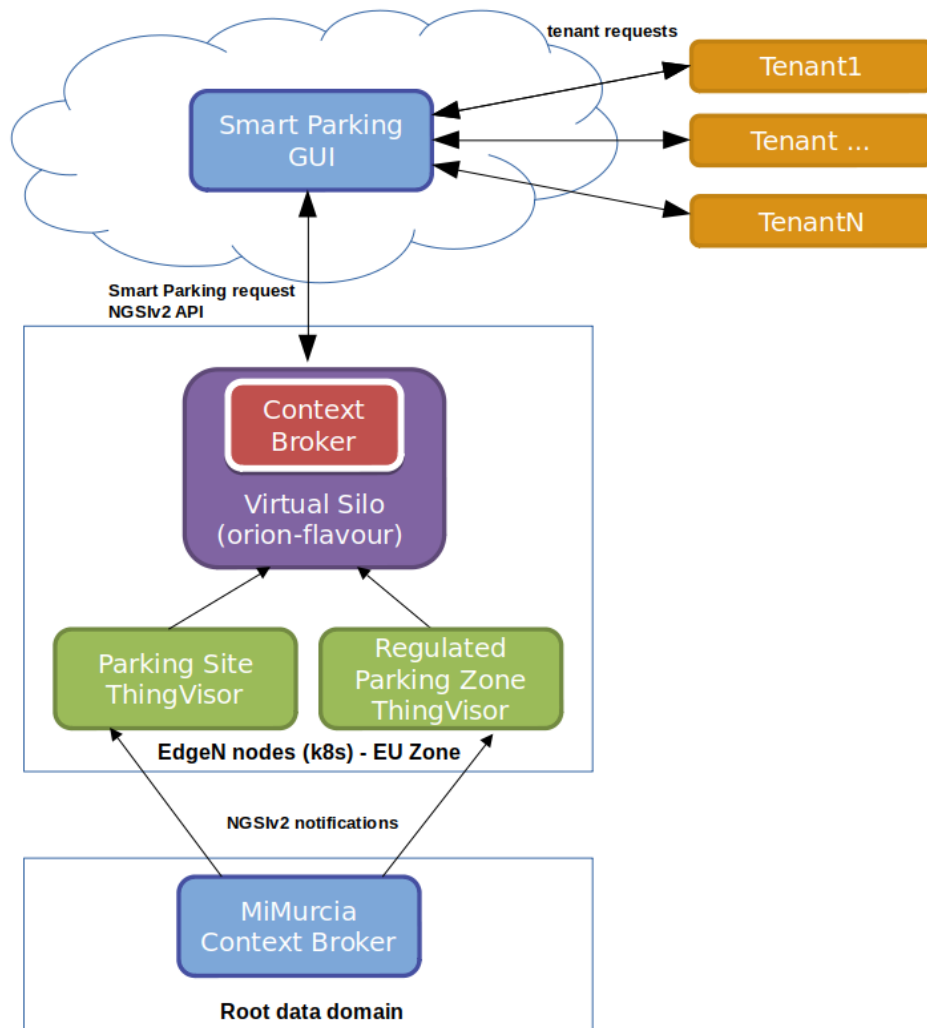 tenant requests
Tenant1
Smart Parking
GUI
Tenant ...
TenantN
Smart Parking request
NGSIv2 API
Context
Broker
Virtual Silo
(orion-flavour)
Parking Site
ThingVisor
Regulated
Parking Zone
ThingVisor
EdgeN nodes (k8s) - EU Zone
NGSIv2 notifications
MiMurcia
Context Broker
Root data domain